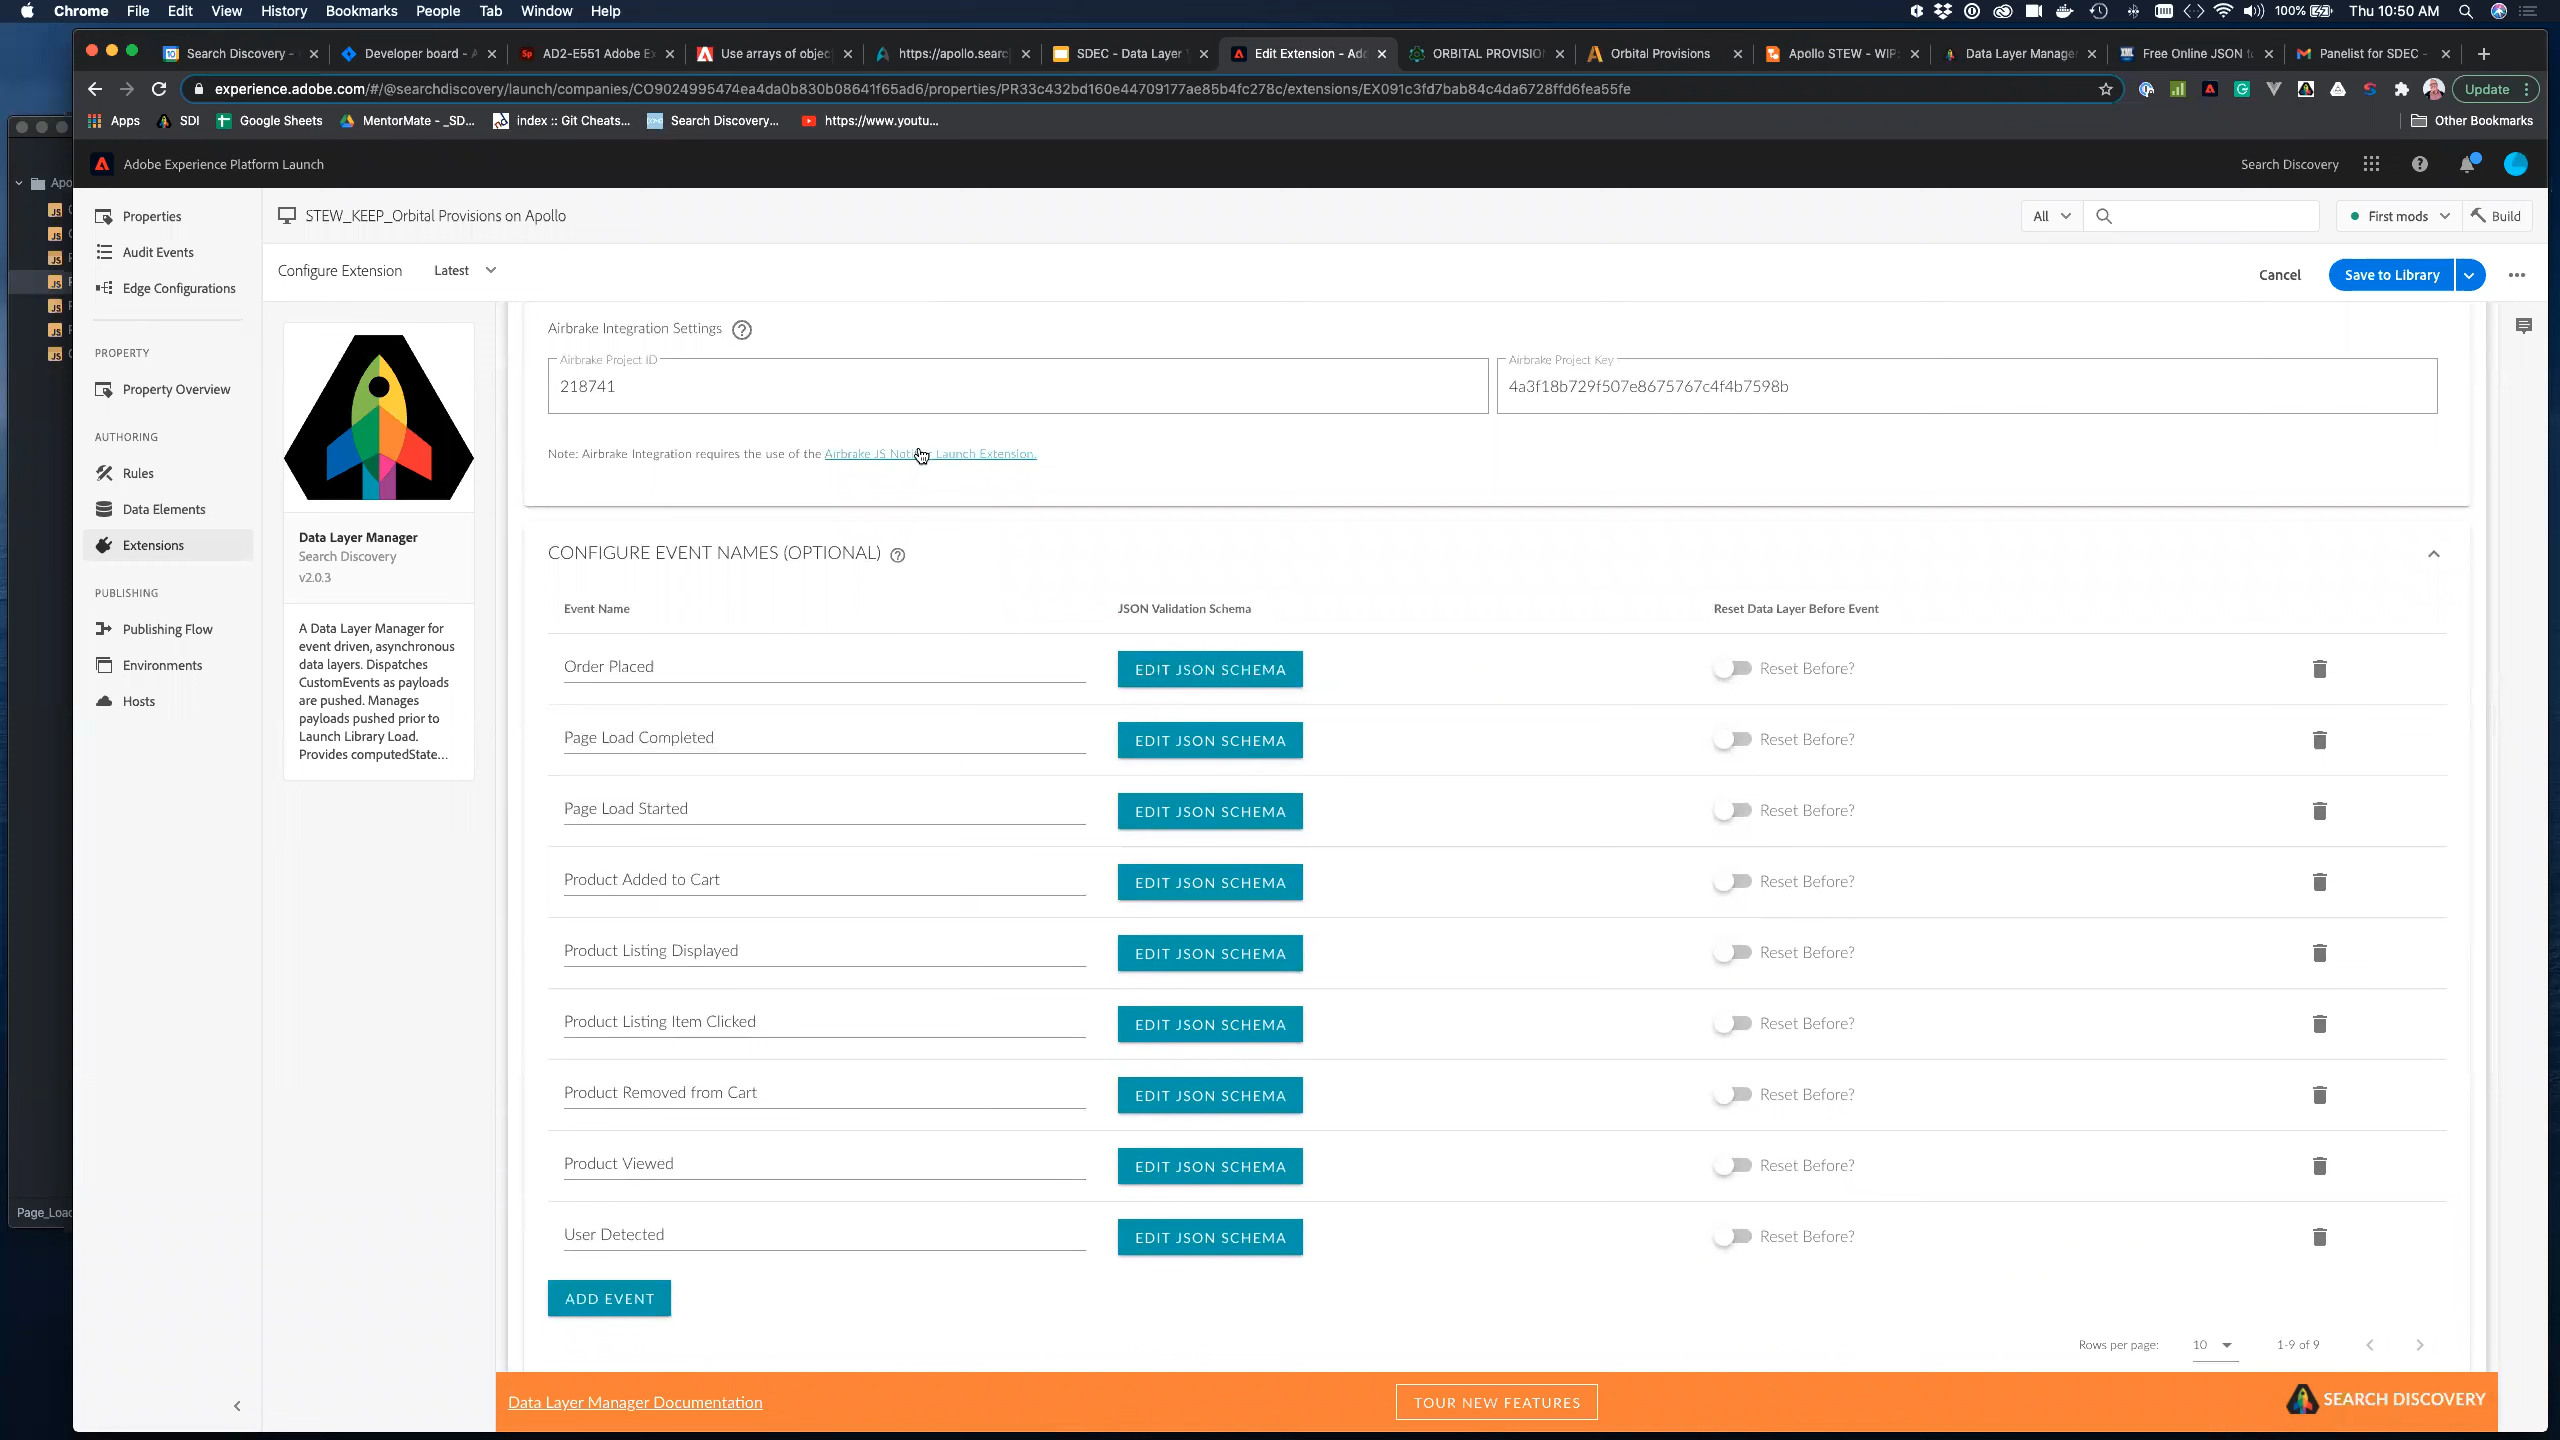 Chrome File Edit View History Bookmarks People Tab Window Help
100% Thu 10:50 AM
Search Discovery -
Developer board - A
AD2-E551 Adobe Ex
Use arrays of objec
https://apollo.searc
SDEC - Data Layer
Edit Extension - Ado
ORBITAL PROVISION
Orbital Provisions
Apollo STEW - WIP:
Data Layer Manager
Free Online JSON to
Panelist for SDEC -
experience.adobe.com/#/@searchdiscovery/launch/companies/CO9024995474ea4da0b830b08641f65ad6/properties/PR33c432bd160e44709177ae85b4fc278c/extensions/EX091c3fd7bab84c4da6728ffd6fea55fe
Update
Apps SDI Google Sheets MentorMate - _SD... index :: Git Cheats... Search Discovery... https://www.youtu... Other Bookmarks
Adobe Experience Platform Launch
Search Discovery
Apo
Properties
Audit Events
Edge Configurations
PROPERTY
Property Overview
AUTHORING
Rules
Data Elements
Extensions
PUBLISHING
Publishing Flow
Environments
Hosts
Page_Load
STEW_KEEP_Orbital Provisions on Apollo
All
First mods
Build
Configure Extension Latest
Cancel
Save to Library
Data Layer Manager
Search Discovery
v2.0.3
A Data Layer Manager for
event driven, asynchronous
data layers. Dispatches
CustomEvents as payloads
are pushed. Manages
payloads pushed prior to
Launch Library Load.
Provides computedState...
Airbrake Integration Settings
Airbrake Project ID
218741
Airbrake Project Key
4a3f18b729f507e8675767c4f4b7598b
Note: Airbrake Integration requires the use of the Airbrake JS Launch Extension.
CONFIGURE EVENT NAMES (OPTIONAL)
Event Name JSON Validation Schema Reset Data Layer Before Event
Order Placed EDIT JSON SCHEMA Reset Before?
Page Load Completed EDIT JSON SCHEMA Reset Before?
Page Load Started EDIT JSON SCHEMA Reset Before?
Product Added to Cart EDIT JSON SCHEMA Reset Before?
Product Listing Displayed EDIT JSON SCHEMA Reset Before?
Product Listing Item Clicked EDIT JSON SCHEMA Reset Before?
Product Removed from Cart EDIT JSON SCHEMA Reset Before?
Product Viewed EDIT JSON SCHEMA Reset Before?
User Detected EDIT JSON SCHEMA Reset Before?
ADD EVENT
Rows per page: 10 1-9 of 9
Data Layer Manager Documentation
TOUR NEW FEATURES
SEARCH DISCOVERY